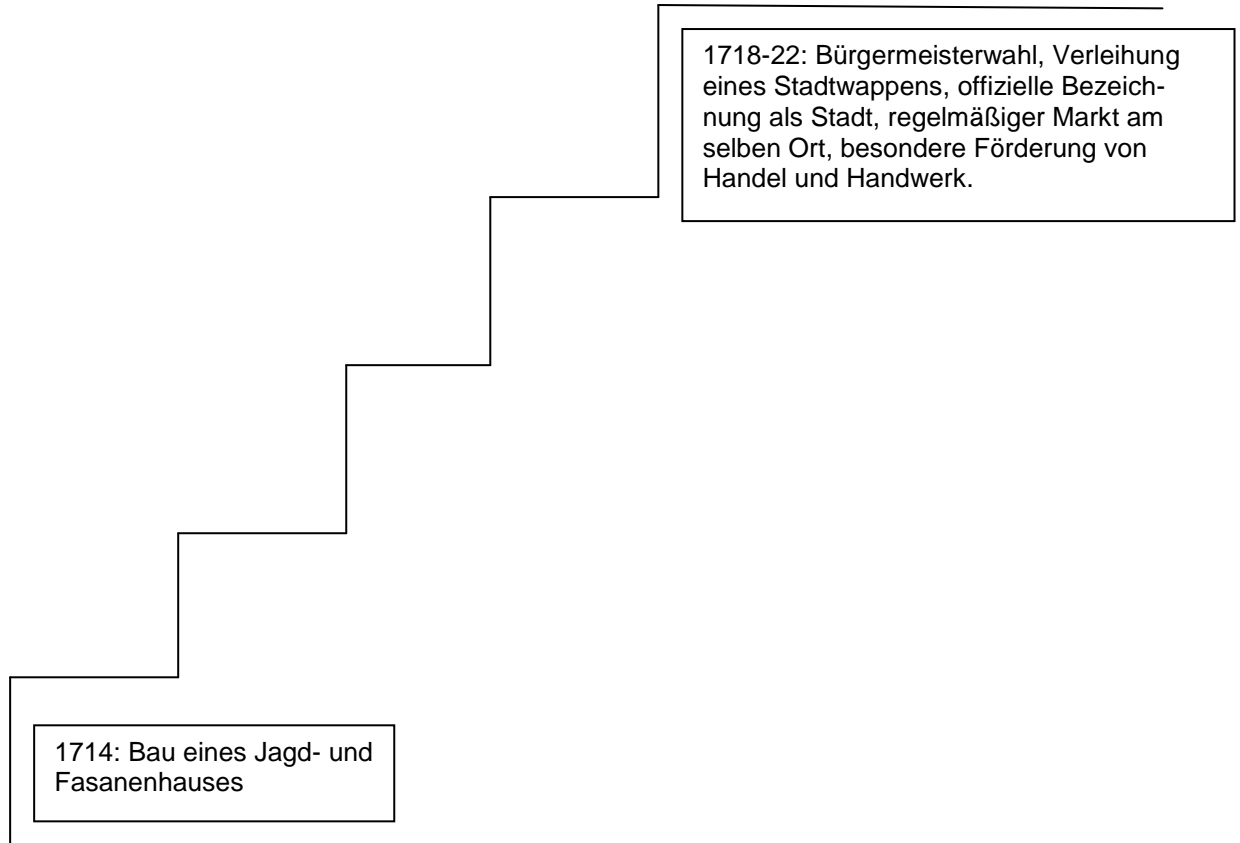 1718-22: Bürgermeisterwahl, Verleihung
eines Stadtwappens, offizielle Bezeich-
nung als Stadt, regelmäßiger Markt am
selben Ort, besondere Förderung von
Handel und Handwerk.
1714: Bau eines Jagd- und
Fasanenhauses